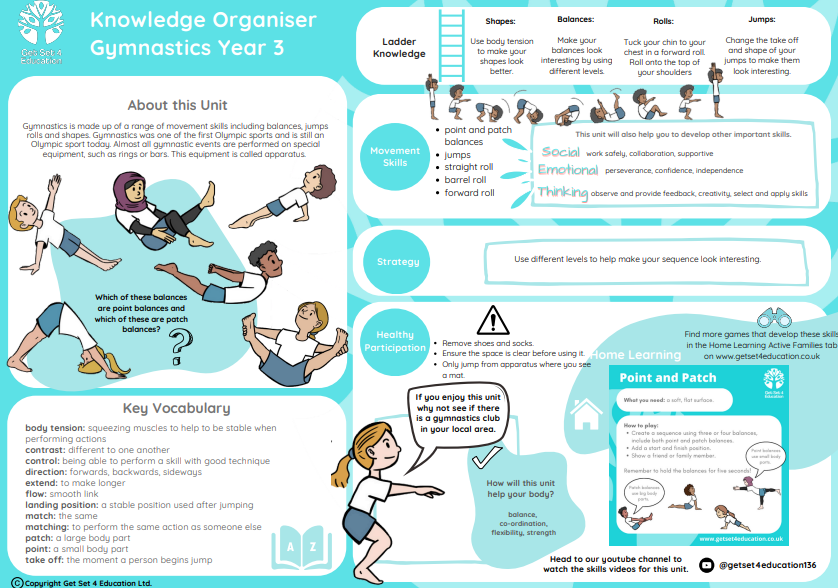 Get Set 4
Education
Knowledge Organiser
Gymnastics Year 3
About this Unit
Gymnastics is made up of a range of movement skills including balances, jumps
rolls and shapes. Gymnastics was one of the first Olympic sports and is still an
Olympic sport today. Almost all gymnastic events are performed on special
equipment, such as rings or bars. This equipment is called apparatus.
Which of these balances
are point balances and
which of these are patch
balances?
?
Key Vocabulary
body tension: squeezing muscles to help to be stable when
performing actions
contrast: different to one another
control: being able to perform a skill with good technique
direction: forwards, backwards, sideways
extend: to make longer
flow: smooth link
landing position: a stable position used after jumping
match: the same
matching: to perform the same action as someone else
patch: a large body part
point: a small body part
take off: the moment a person begins jump
A Z
© Copyright Get Set 4 Education Ltd.
Ladder
Knowledge
Shapes:
Use body tension
to make your
shapes look
better.
Balances:
Make your
balances look
interesting by using
different levels.
Rolls:
Tuck your chin to your
chest in a forward roll.
Roll onto the top of
your shoulders
Jumps:
Change the take off
and shape of your
jumps to make them
look interesting.
Movement
Skills
• point and patch
balances
• jumps
• straight roll
• barrel roll
• forward roll
This unit will also help you to develop other important skills.
Social work safely, collaboration, supportive
Emotional perseverance, confidence, independence
Thinking observe and provide feedback, creativity, select and apply skills
Strategy
Use different levels to help make your sequence look interesting.
Healthy
Participation
!
• Remove shoes and socks.
• Ensure the space is clear before using it.
• Only jump from apparatus where you see
a mat.
If you enjoy this unit
why not see if there
is a gymnastics club
in your local area.
How will this unit
help your body?
balance,
co-ordination,
flexibility, strength
Home Learning
Find more games that develop these skills
in the Home Learning Active Families tab
on www.getset4education.co.uk
Point and Patch
Get Set 4
Education
What you need: a soft, flat surface.
How to play:
• Create a sequence using three or four balances,
include both point and patch balances.
• Add a start and finish position.
• Show a friend or family member.
Remember to hold the balances for five seconds!
Point balances
use small body
parts.
Patch balances
use big body
parts.
www.getset4education.co.uk
Head to our youtube channel to
watch the skills videos for this unit.
@getset4education136